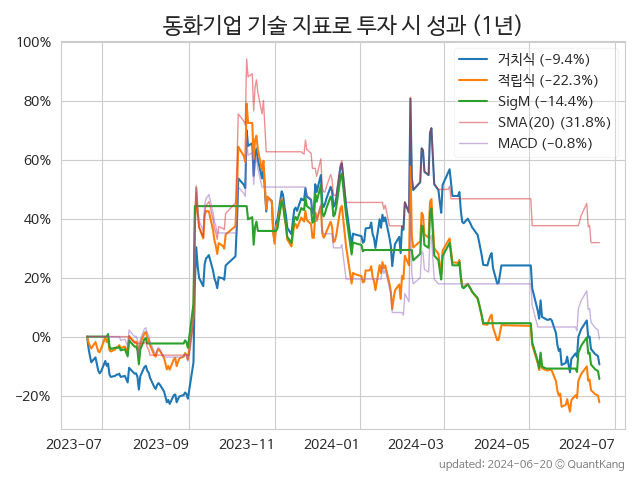 동화기업 기술 지표로 투자 시 성과 (1년)
100%
80%
60%
40%
20%
0%
−20%
거치식 (−9.4%)
적립식 (−22.3%)
SigM (−14.4%)
SMA(20) (31.8%)
MACD (−0.8%)
2023-07 2023-09 2023-11 2024-01 2024-03 2024-05 2024-07
updated: 2024-06-20 © QuantKang